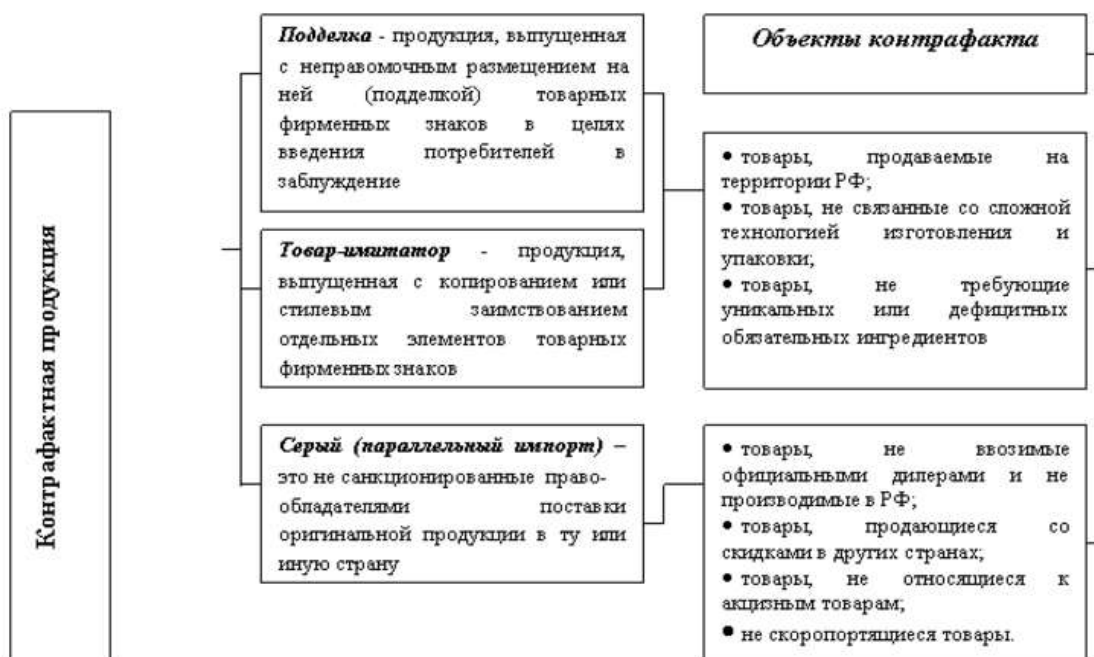 Контрафактная продукция
Подделка - продукция, выпущенная
с неправомочным размещением на
ней (подделкой) товарных
фирменных знаков в целях
введения потребителей в
заблуждение
Товар-имитатор - продукция,
выпущенная с копированием или
стилевым заимствованием
отдельных элементов товарных
фирменных знаков
Серый (параллельный импорт) –
это не санкционированные право-
обладателями поставки
оригинальной продукции в ту или
иную страну
Объекты контрафакта
• товары, продаваемые на
территории РФ;
• товары, не связанные со сложной
технологией изготовления и
упаковки;
• товары, не требующие
уникальных или дефицитных
обязательных ингредиентов
• товары, не ввозимые
официальными дилерами и не
производимые в РФ;
• товары, продающиеся со
скидками в других странах;
• товары, не относящиеся к
акцизным товарам;
• не скоропортящиеся товары.